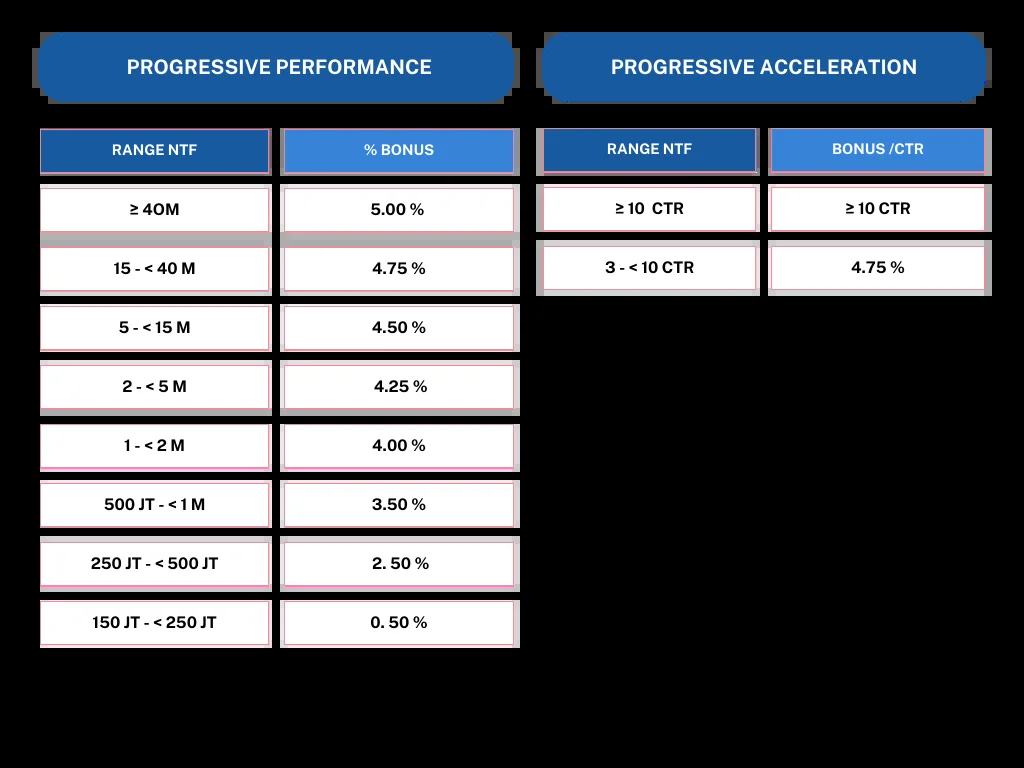 PROGRESSIVE PERFORMANCE
RANGE NTF % BONUS
≥ 4OM 5.00 %
15 - < 40 M 4.75 %
5 - < 15 M 4.50 %
2 - < 5 M 4.25 %
1 - < 2 M 4.00 %
500 JT - < 1 M 3.50 %
250 JT - < 500 JT 2. 50 %
150 JT - < 250 JT 0. 50 %
PROGRESSIVE ACCELERATION
RANGE NTF BONUS /CTR
≥ 10 CTR ≥ 10 CTR
3 - < 10 CTR 4.75 %